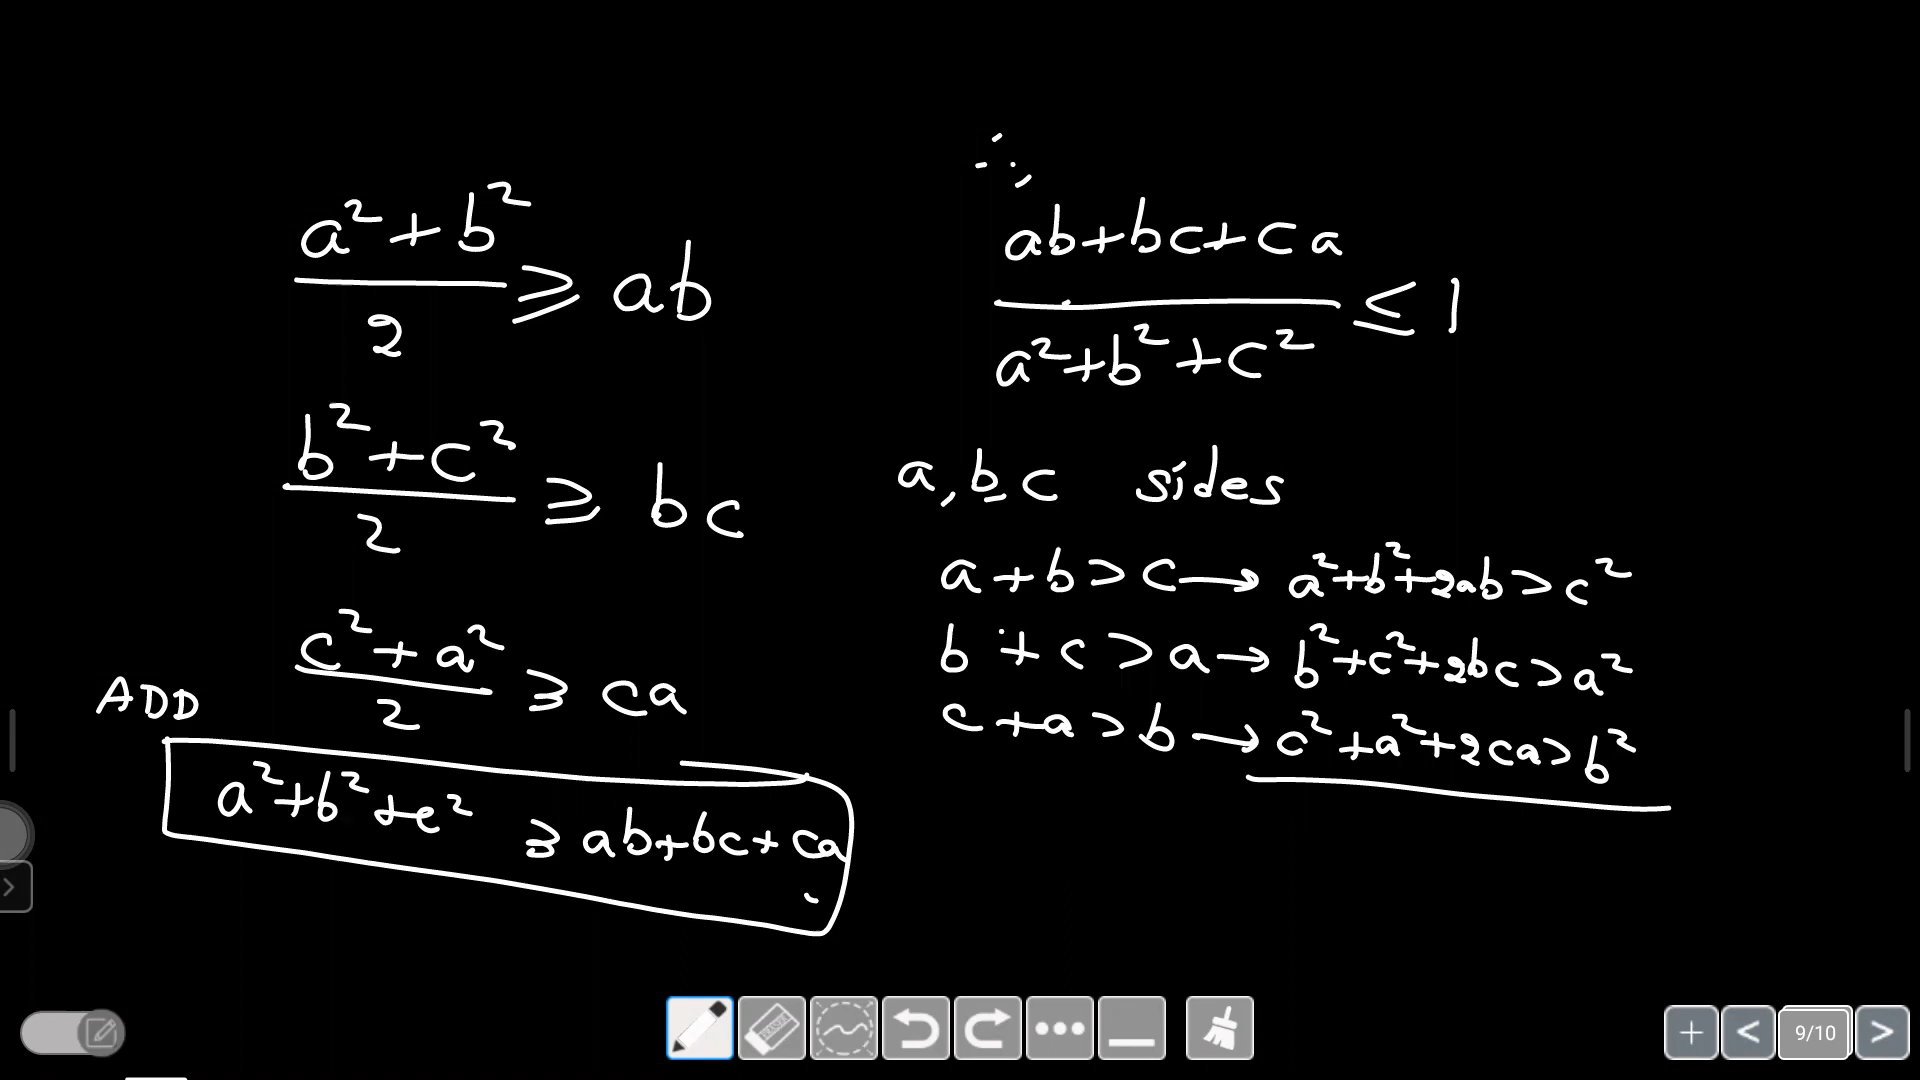 a²+b²
――― ⩾ ab
2
b²+c²
――― ⩾ bc
2
c²+a²
――― ⩾ ca
2
ADD
a²+b²+c² ⩾ ab+bc+ca
∴,
ab+bc+ca
――――― ≤ 1
a²+b²+c²
a,b,c sides
a+b>c → a²+b²+2ab>c²
b+c>a → b²+c²+2bc>a²
c+a>b → c²+a²+2ca>b²
9/10